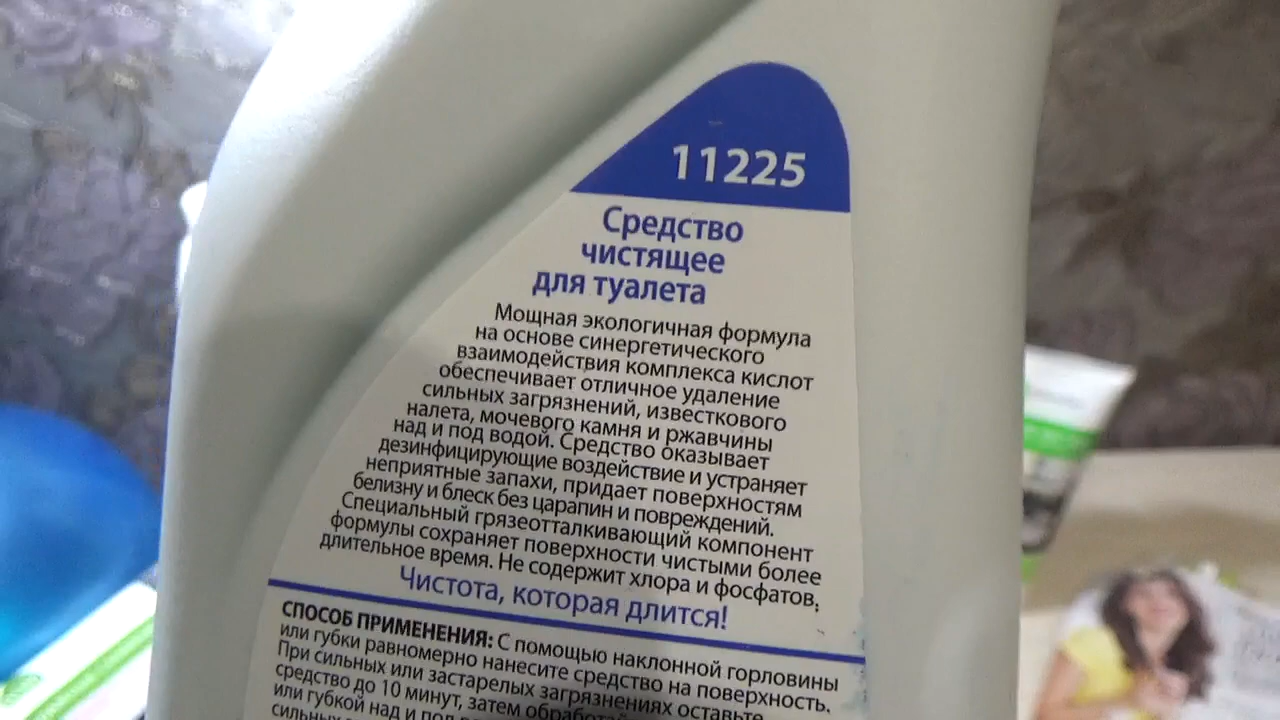 11225
Средство
чистящее
для туалета
Мощная экологичная формула
на основе синергетического
взаимодействия комплекса кислот
обеспечивает отличное удаление
сильных загрязнений, известкового
налета, мочевого камня и ржавчины
над и под водой. Средство оказывает
дезинфицирующие воздействие и устраняет
неприятные запахи, придает поверхностям
белизну и блеск без царапин и повреждений.
Специальный грязеотталкивающий компонент
формулы сохраняет поверхности чистыми более
длительное время. Не содержит хлора и фосфатов.
Чистота, которая длится!
СПОСОБ ПРИМЕНЕНИЯ: С помощью наклонной горловины
или губки равномерно нанесите средство на поверхность.
При сильных или застарелых загрязнениях оставьте
средство до 10 минут, затем
или губкой над и под